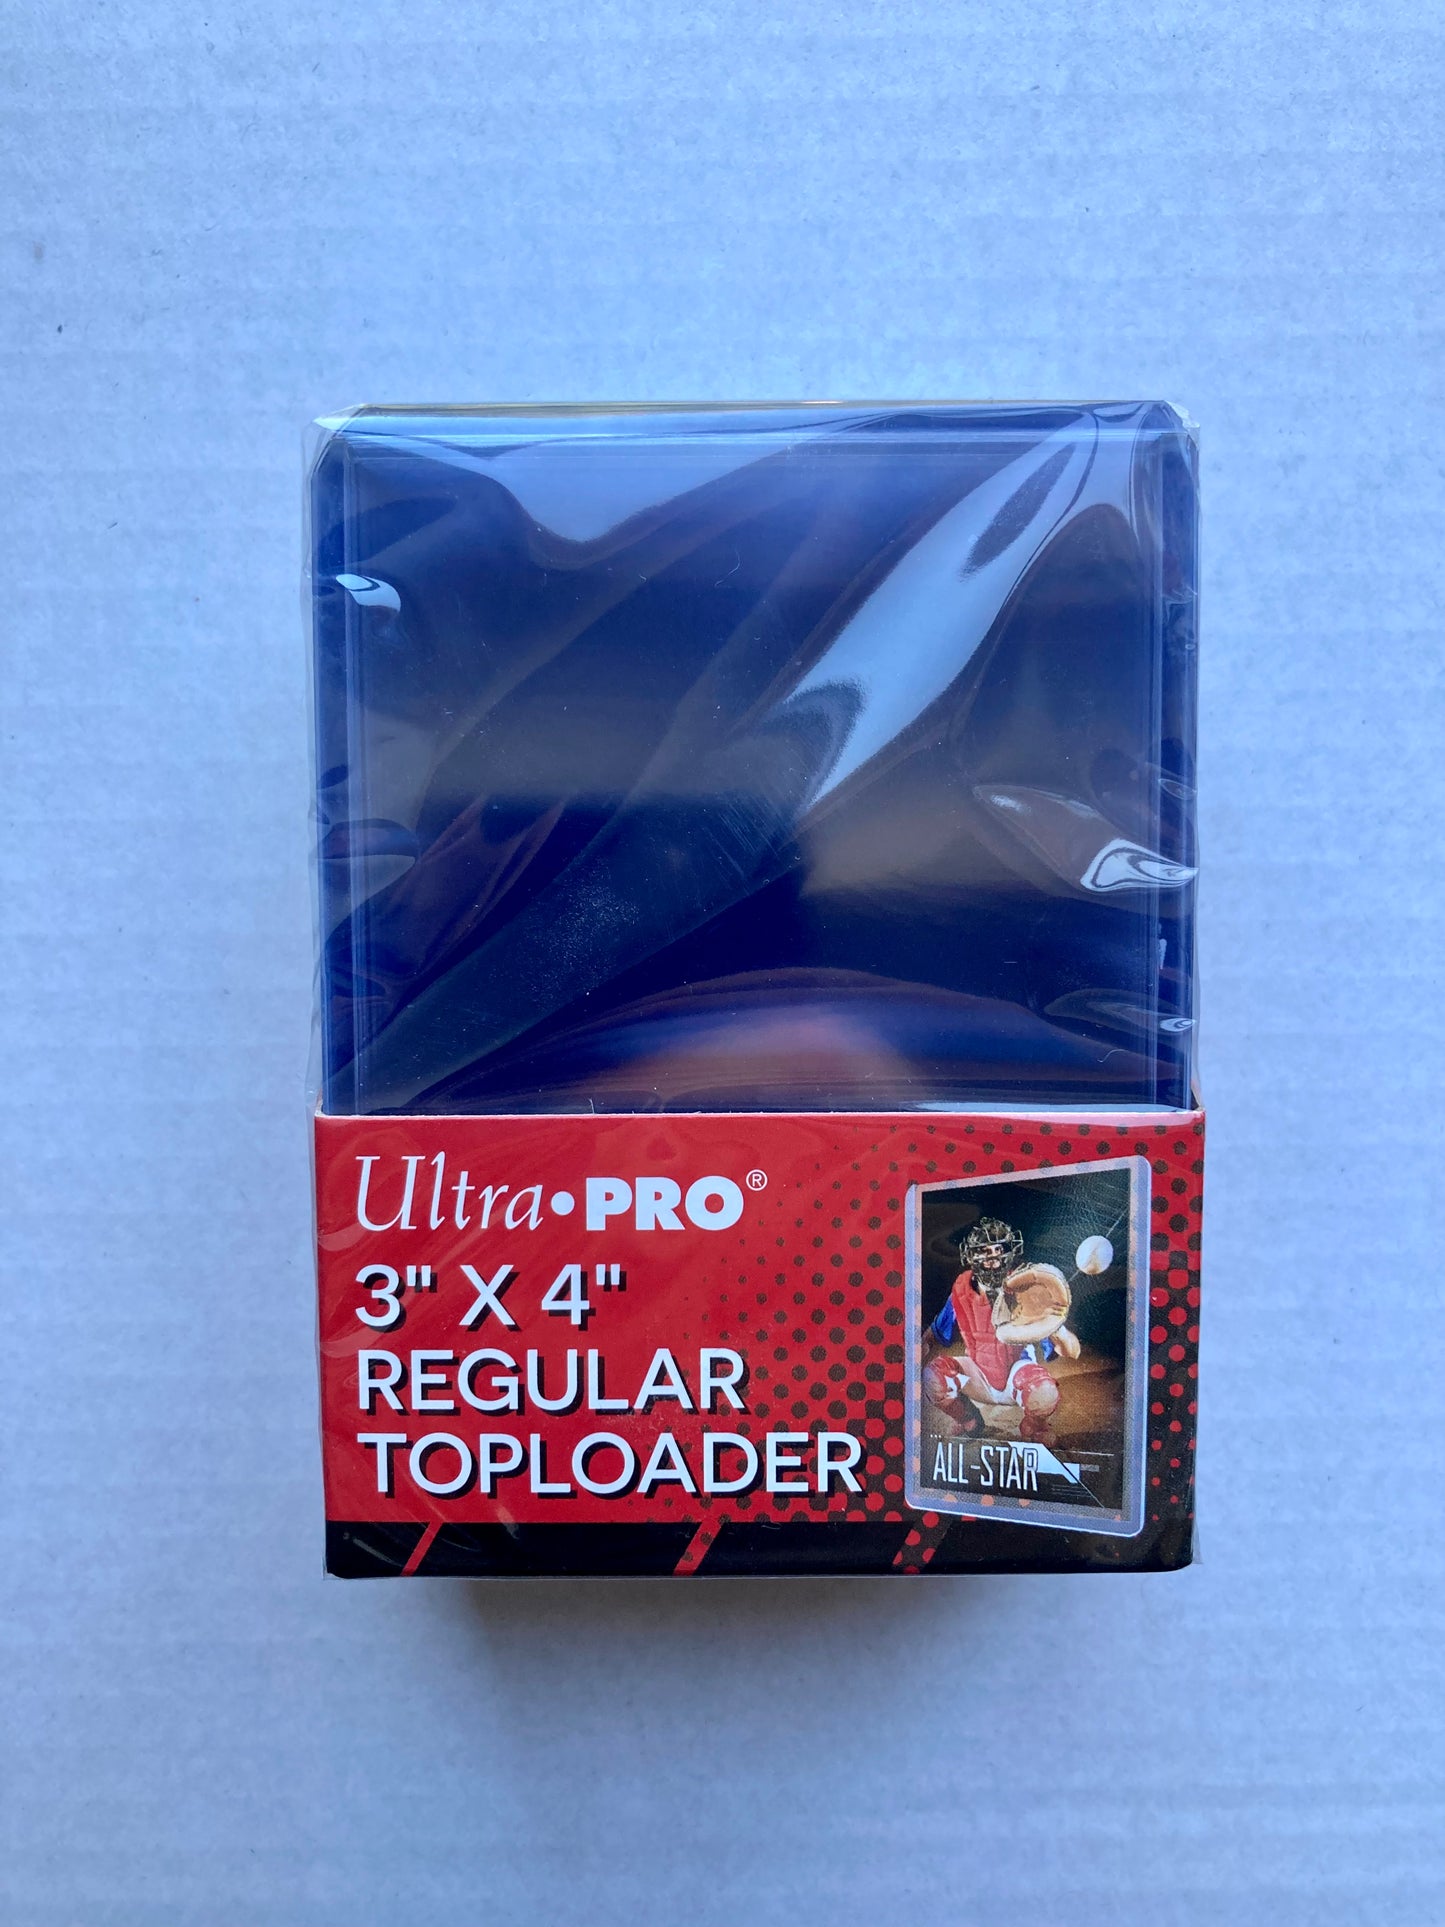 Ultra•PRO®
3" X 4"
REGULAR
TOPLOADER
ALL-STAR